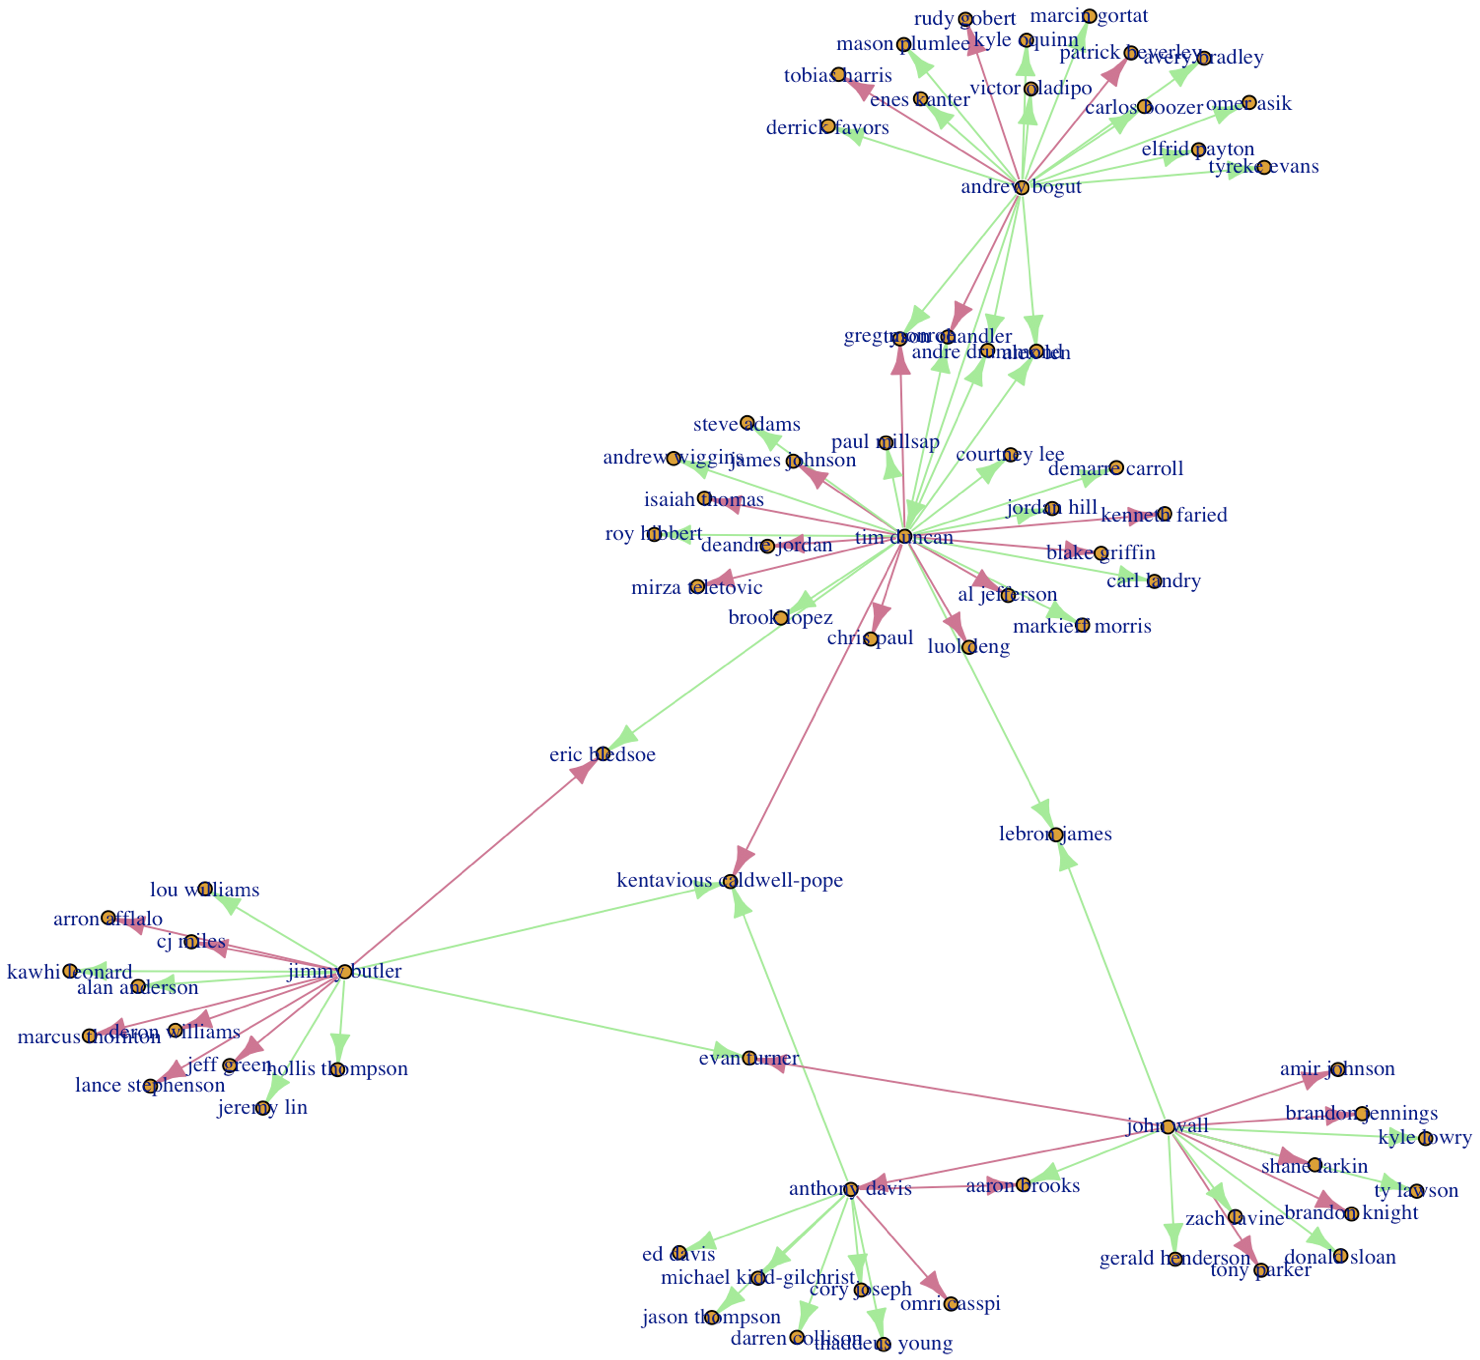 rudy gobert
marcin gortat
mason plumlee
kyle oquinn
patrick beverley
avery bradley
tobias harris
victor oladipo
enes kanter
carlos boozer
omer asik
derrick favors
elfrid payton
tyreke evans
andrew bogut
greg monroe
tyson chandler
andre drummond
alex len
steve adams
paul millsap
courtney lee
andrew wiggins
james johnson
demarre carroll
isaiah thomas
jordan hill
kenneth faried
roy hibbert
deandre jordan
tim duncan
blake griffin
mirza teletovic
carl landry
al jefferson
brook lopez
markieff morris
chris paul
luol deng
eric bledsoe
lebron james
kentavious caldwell-pope
lou williams
arron afflalo
cj miles
kawhi leonard
jimmy butler
alan anderson
marcus thornton
deron williams
jeff green
hollis thompson
lance stephenson
jeremy lin
evan turner
amir johnson
brandon jennings
john wall
kyle lowry
shane larkin
anthony davis
aaron brooks
ty lawson
zach lavine
brandon knight
ed davis
gerald henderson
donald sloan
tony parker
michael kidd-gilchrist
cory joseph
omri casspi
jason thompson
darren collison
thaddeus young